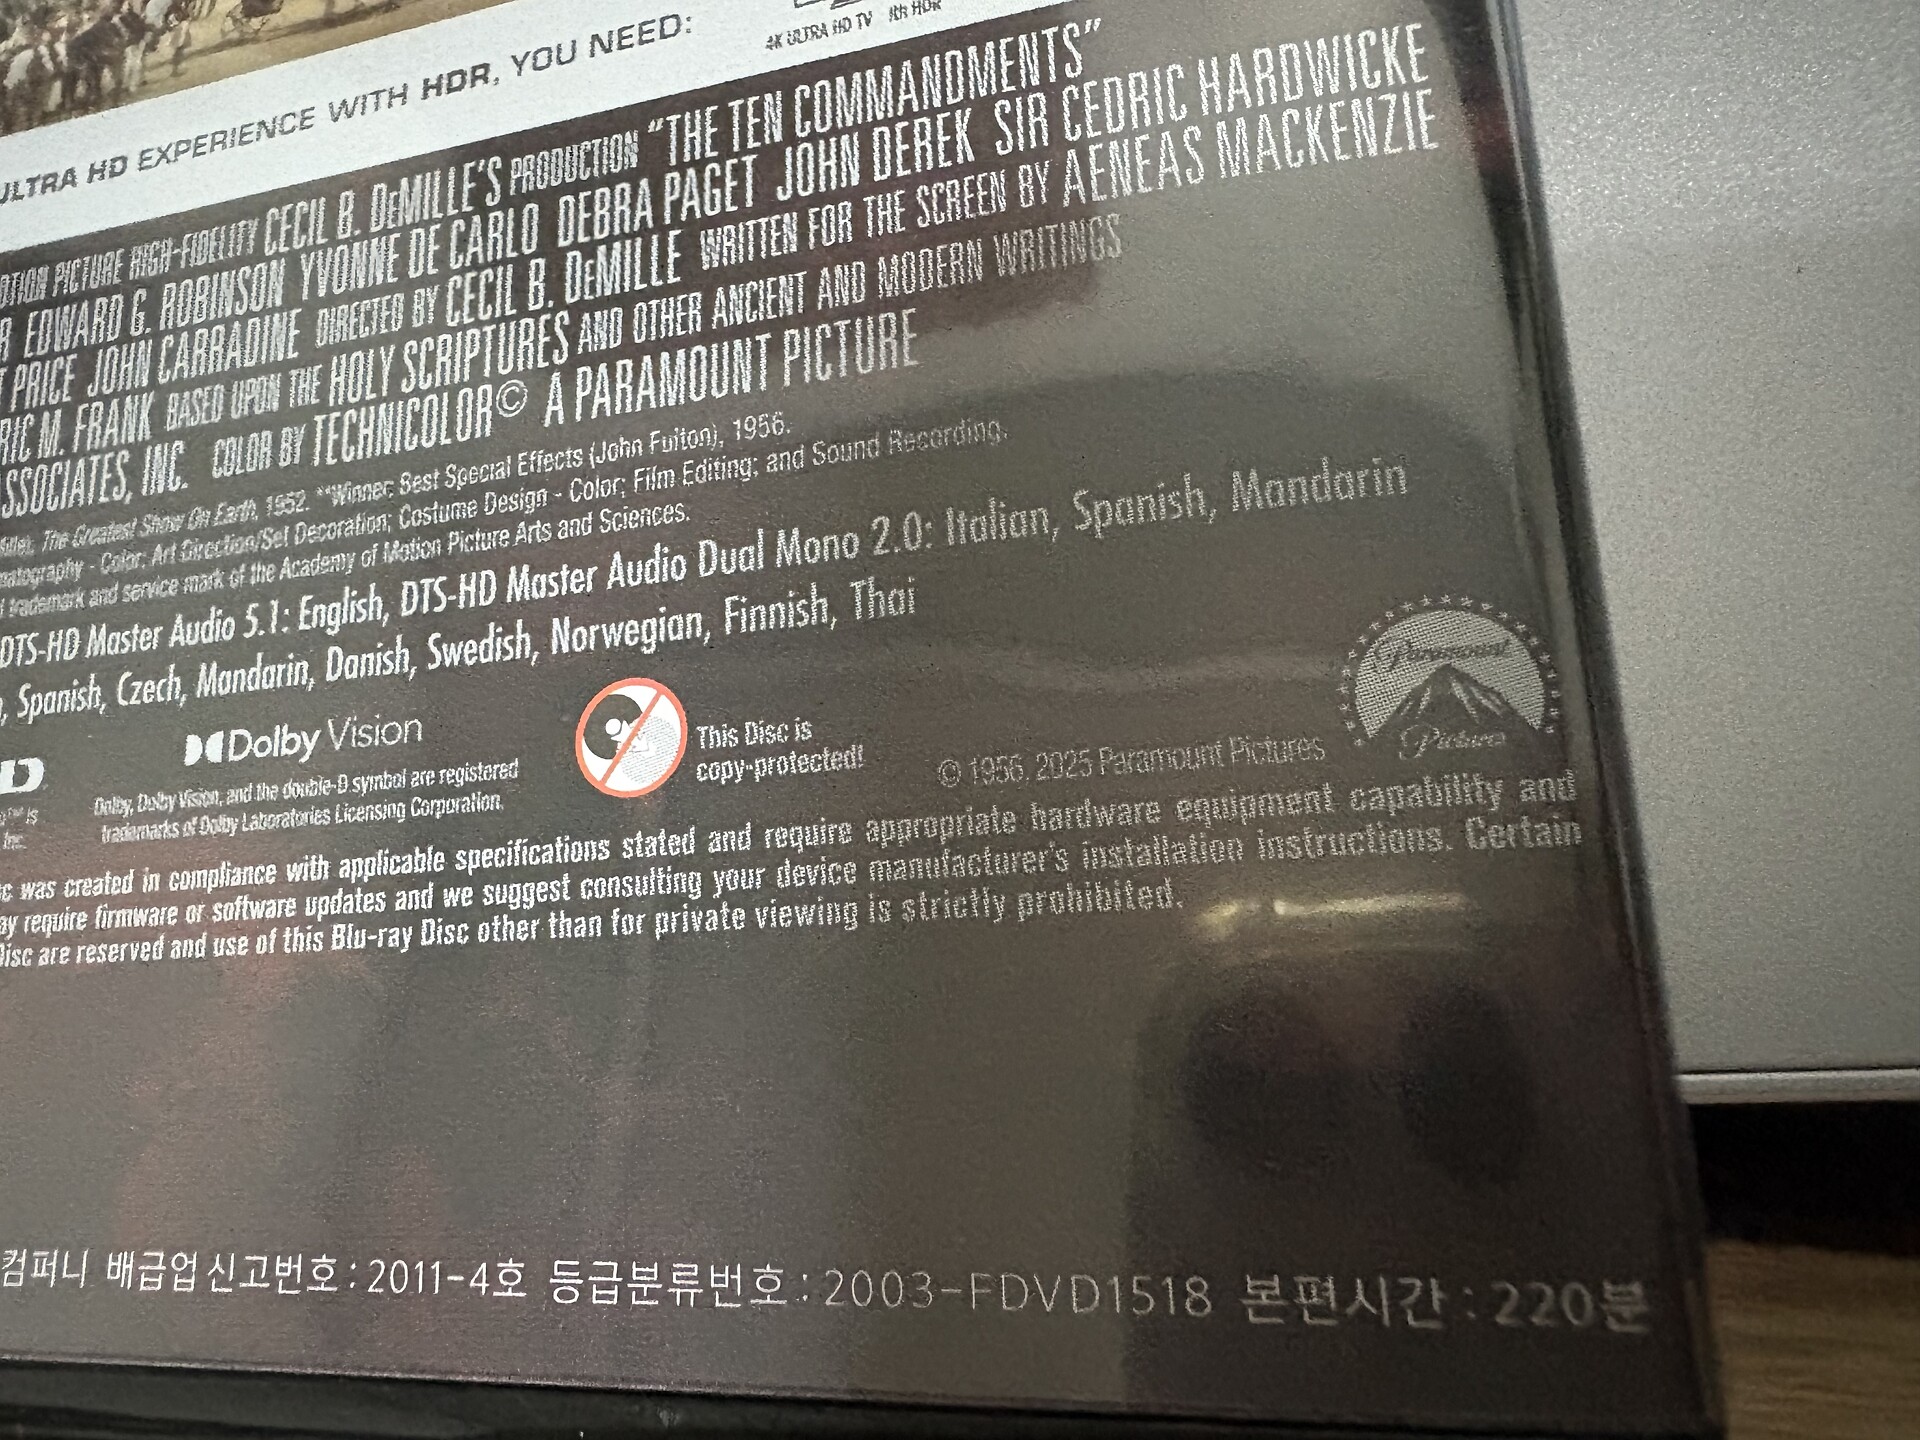 4K ULTRA HD TV
ULTRA HD EXPERIENCE WITH HDR, YOU NEED:
PICTURE HIGH-FIDELITY CECIL B. DEMILLE'S PRODUCTION "THE TEN COMMANDMENTS"
R EDWARD G. ROBINSON YVONNE DE CARLO DEBRA PAGET JOHN DEREK SIR CEDRIC HARDWICKE
T PRICE JOHN CARRADINE DIRECTED BY CECIL B. DEMILLE WRITTEN FOR THE SCREEN BY AENEAS MACKENZIE
RIC M. FRANK BASED UPON THE HOLY SCRIPTURES AND OTHER ANCIENT AND MODERN WRITINGS
SSOCIATES, INC. COLOR BY TECHNICOLOR© A PARAMOUNT PICTURE
The Greatest Show On Earth, 1952. **Winner: Best Special Effects (John Fulton), 1956.
matography - Color; Art Direction/Set Decoration; Costume Design - Color; Film Editing; and Sound Recording.
trademark and service mark of the Academy of Motion Picture Arts and Sciences.
DTS-HD Master Audio 5.1: English, DTS-HD Master Audio Dual Mono 2.0: Italian, Spanish, Mandarin
, Spanish, Czech, Mandarin, Danish, Swedish, Norwegian, Finnish, Thai
Dolby Vision
Dolby, Dolby Vision, and the double-D symbol are registered
trademarks of Dolby Laboratories Licensing Corporation.
This Disc is
copy-protected!
© 1956, 2025 Paramount Pictures
Paramount
Pictures
c was created in compliance with applicable specifications stated and require appropriate hardware equipment capability and
ay require firmware or software updates and we suggest consulting your device manufacturer's installation instructions. Certain
Disc are reserved and use of this Blu-ray Disc other than for private viewing is strictly prohibited.
컴퍼니 배급업신고번호 : 2011-4호 등급분류번호 : 2003-FDVD1518 본편시간 : 220분